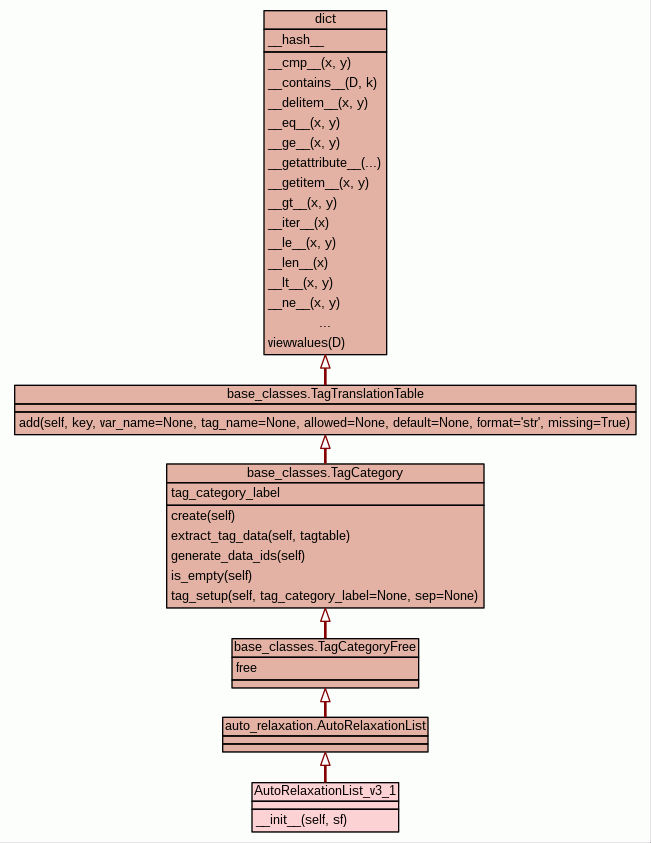 dict
__hash__
__cmp__(x, y)
__contains__(D, k)
__delitem__(x, y)
__eq__(x, y)
__ge__(x, y)
__getattribute__(...)
__getitem__(x, y)
__gt__(x, y)
__iter__(x)
__le__(x, y)
__len__(x)
__lt__(x, y)
__ne__(x, y)
...
viewvalues(D)
base_classes.TagTranslationTable
add(self, key, var_name=None, tag_name=None, allowed=None, default=None, format='str', missing=True)
base_classes.TagCategory
tag_category_label
create(self)
extract_tag_data(self, tagtable)
generate_data_ids(self)
is_empty(self)
tag_setup(self, tag_category_label=None, sep=None)
base_classes.TagCategoryFree
free
auto_relaxation.AutoRelaxationList
AutoRelaxationList_v3_1
__init__(self, sf)